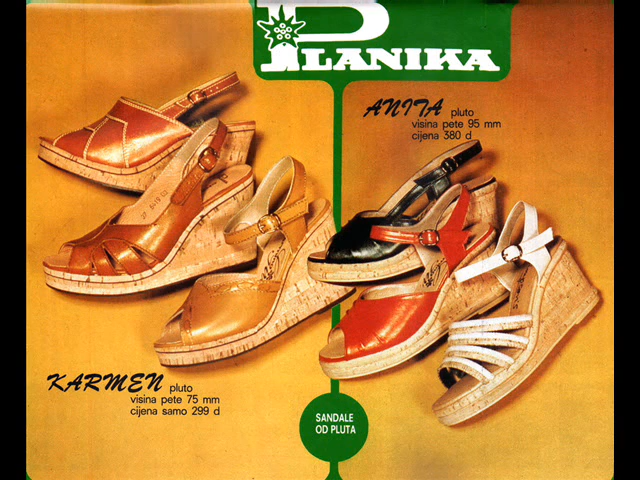 PLANIKA
ANITA pluto
visina pete 95 mm
cijena 380 d
KARMEN pluto
visina pete 75 mm
cijena samo 299 d
SANDALE
OD PLUTA